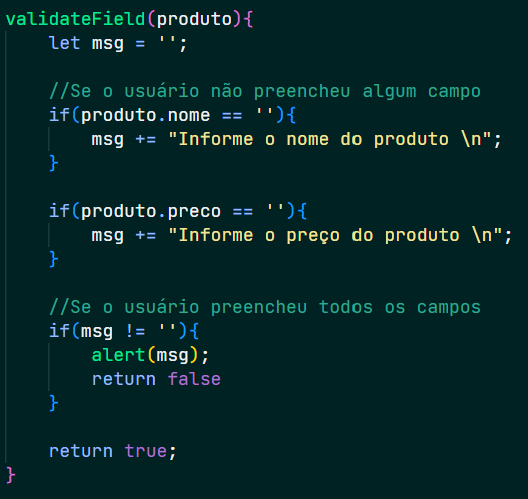 validateField(produto){
let msg = '';
//Se o usuário não preencheu algum campo
if(produto.nome == ''){
msg += "Informe o nome do produto \n";
}
if(produto.preco == ''){
msg += "Informe o preço do produto \n";
}
//Se o usuário preencheu todos os campos
if(msg != ''){
alert(msg);
return false
}
return true;
}